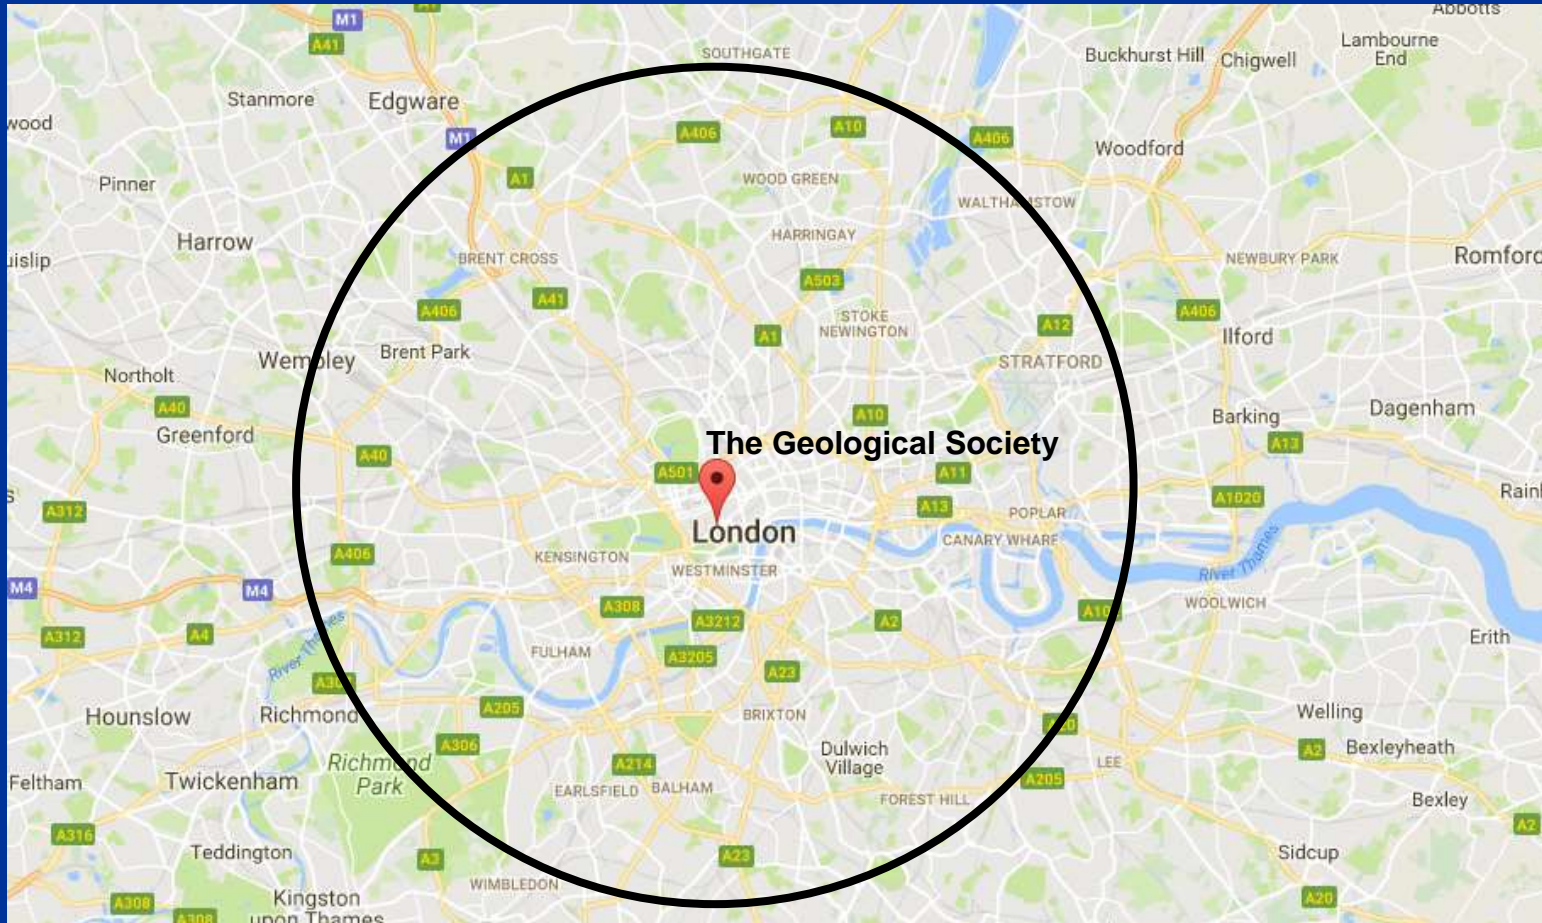 Abbotts
M1
A41
SOUTHGATE
Buckhurst Hill
Chigwell
Lambourne
End
Stanmore
Edgware
wood
M1
A406
A10
A406
Woodford
Pinner
A1
WOOD GREEN
WALTHAMSTOW
Harrow
HARRINGAY
uislip
BRENT CROSS
NEWBURY PARK
Romford
A503
A406
A41
STOKE
NEWINGTON
A12
A406
A1
Ilford
Wembley
Brent Park
STRATFORD
Northolt
A40
A10
Barking
Dagenham
Greenford
The Geological Society
A40
A501
A11
A13
S
A312
A13
A1020
Rain
POPLAR
London
CANARY WHARF
A406
KENSINGTON
WESTMINSTER
River Thames
M4
M4
A308
A3212
A2
A10
WOOLWICH
A312
A4
River Thames
FULHAM
A3205
A23
Erith
Hounslow
Richmond
A205
BRIXTON
A20
Welling
A306
Dulwich
Village
A2
Bexleyheath
Feltham
Twickenham
Richmond
Park
A214
LEE
EARLSFIELD
BALHAM
FOREST HILL
A205
Bexley
A316
A2
Teddington
A3
A23
Sidcup
WIMBLEDON
Kingston
upon Thames
A308
A308
A20